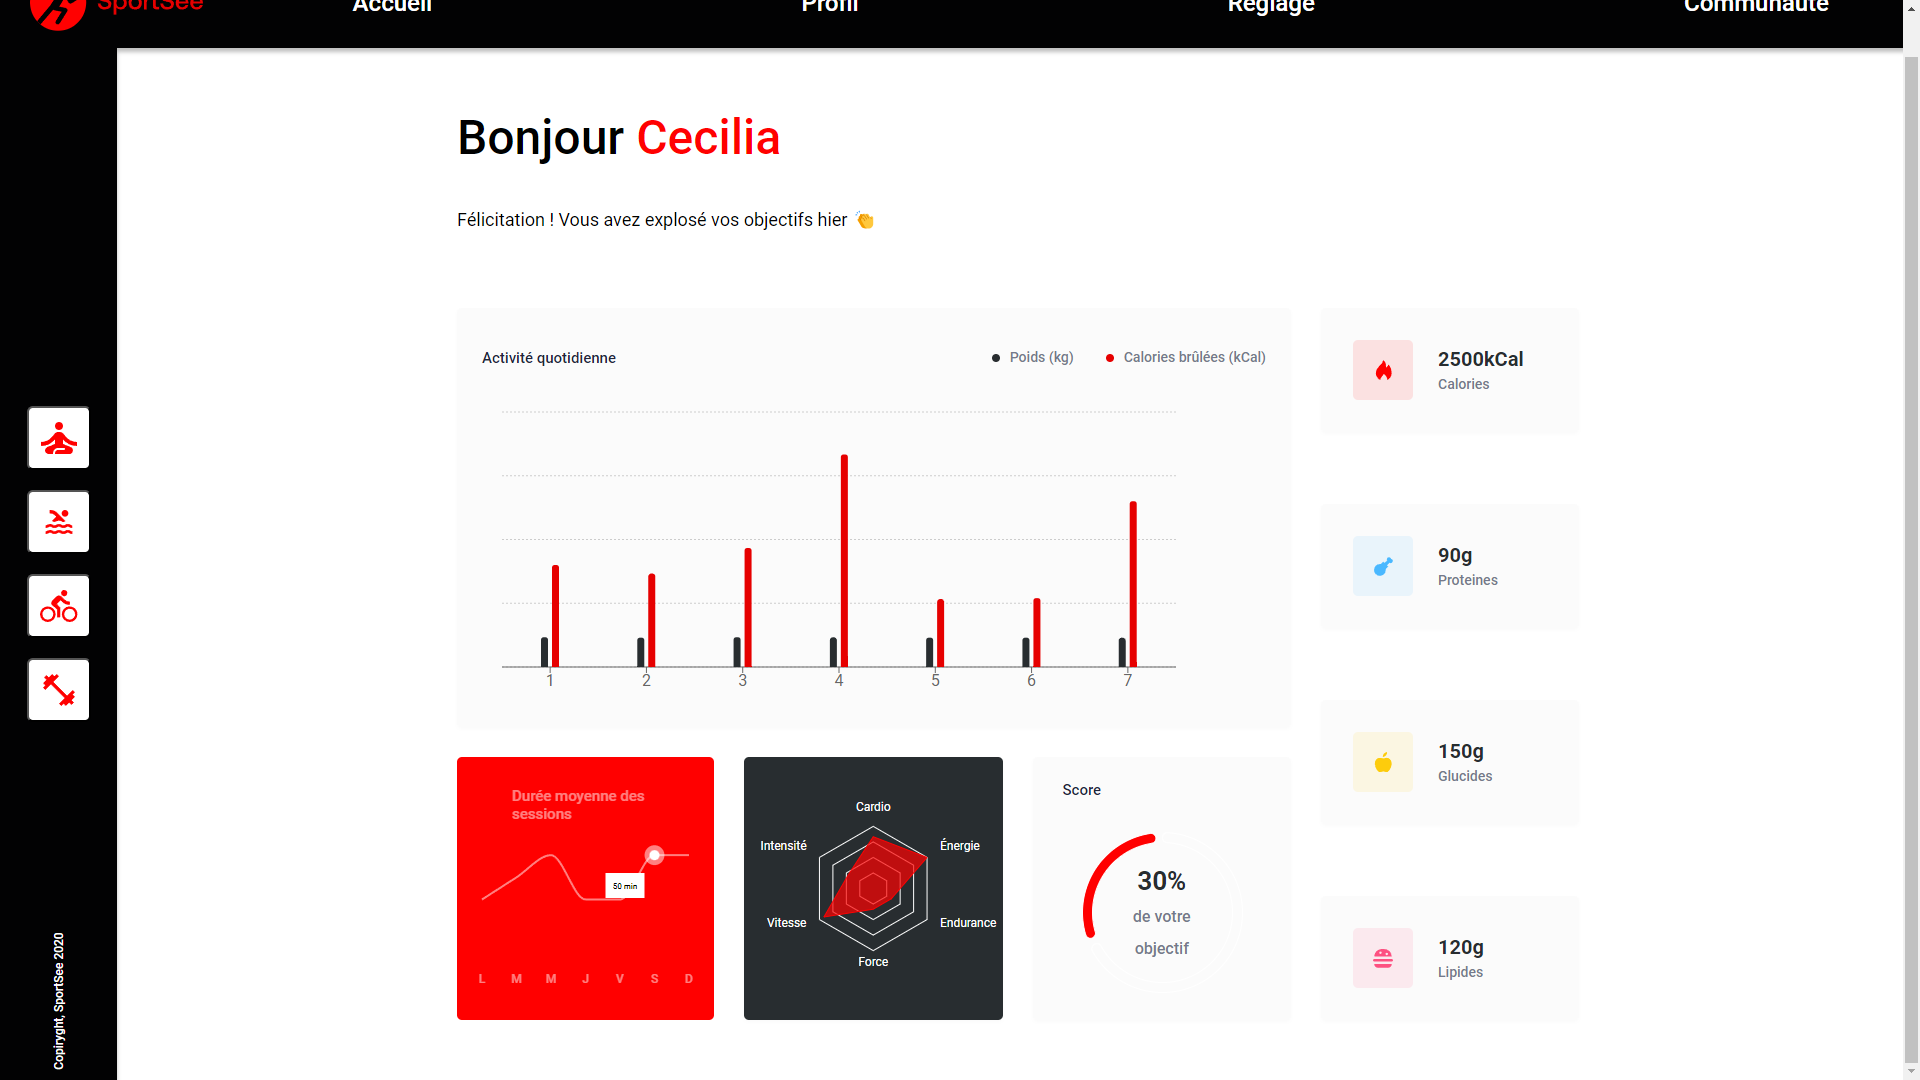 SportSee
Accueil
Profil
Réglage
Communauté
Bonjour Cecilia
Félicitation ! Vous avez explosé vos objectifs hier 👏
Activité quotidienne
Poids (kg)
Calories brûlées (kCal)
1 2 3 4 5 6 7
2500kCal
Calories
90g
Proteines
150g
Glucides
120g
Lipides
Durée moyenne des
sessions
50 min
L M M J V S D
Cardio
Intensité
Énergie
Vitesse
Endurance
Force
Score
30%
de votre
objectif
Copiryght, SportSee 2020